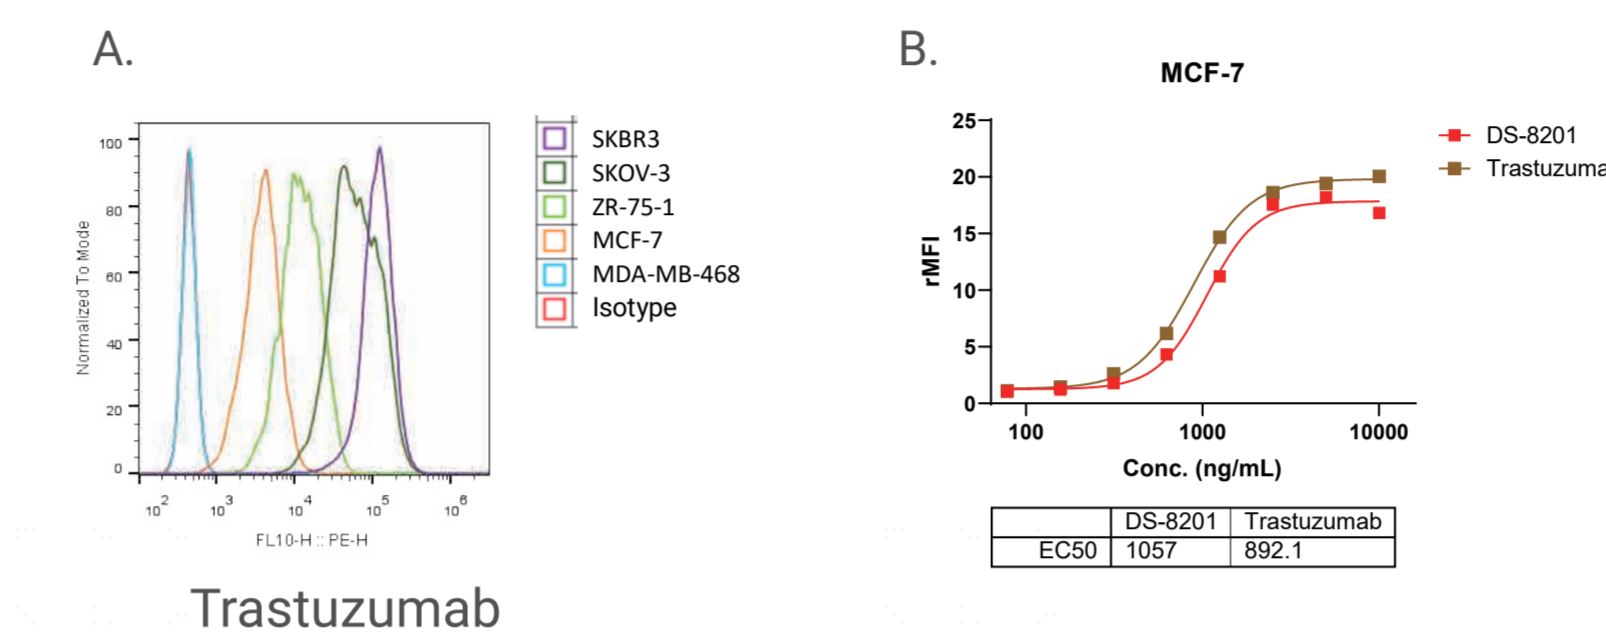 A.
100
80
60
40
20
0
Normalized To Mode
10^2 10^3 10^4 10^5 10^6
FL10-H :: PE-H
SKBR3
SKOV-3
ZR-75-1
MCF-7
MDA-MB-468
Isotype
Trastuzumab
B.
MCF-7
25
20
15
10
5
0
rMFI
100 1000 10000
Conc. (ng/mL)
DS-8201
Trastuzuma
DS-8201 Trastuzumab
EC50 1057 892.1